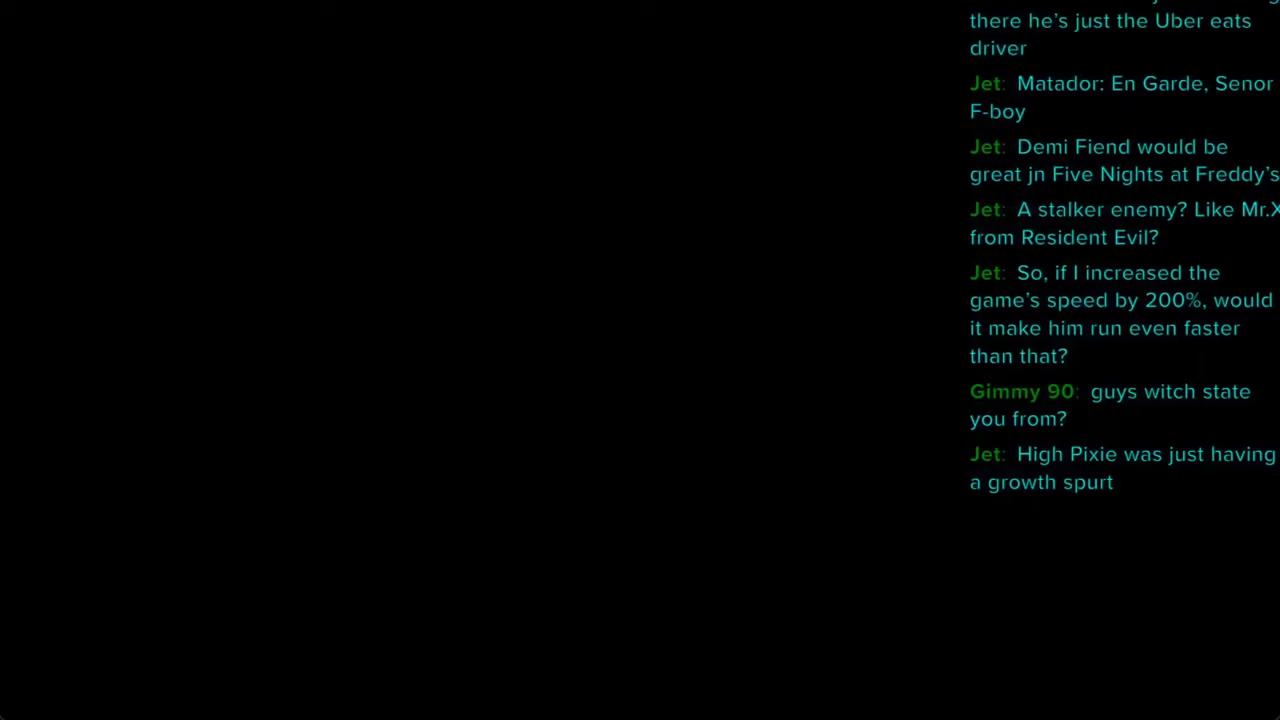 there he's just the Uber eats
driver
Jet: Matador: En Garde, Senor
F-boy
Jet: Demi Fiend would be
great jn Five Nights at Freddy's
Jet: A stalker enemy? Like Mr.X
from Resident Evil?
Jet: So, if I increased the
game's speed by 200%, would
it make him run even faster
than that?
Gimmy 90: guys witch state
you from?
Jet: High Pixie was just having
a growth spurt